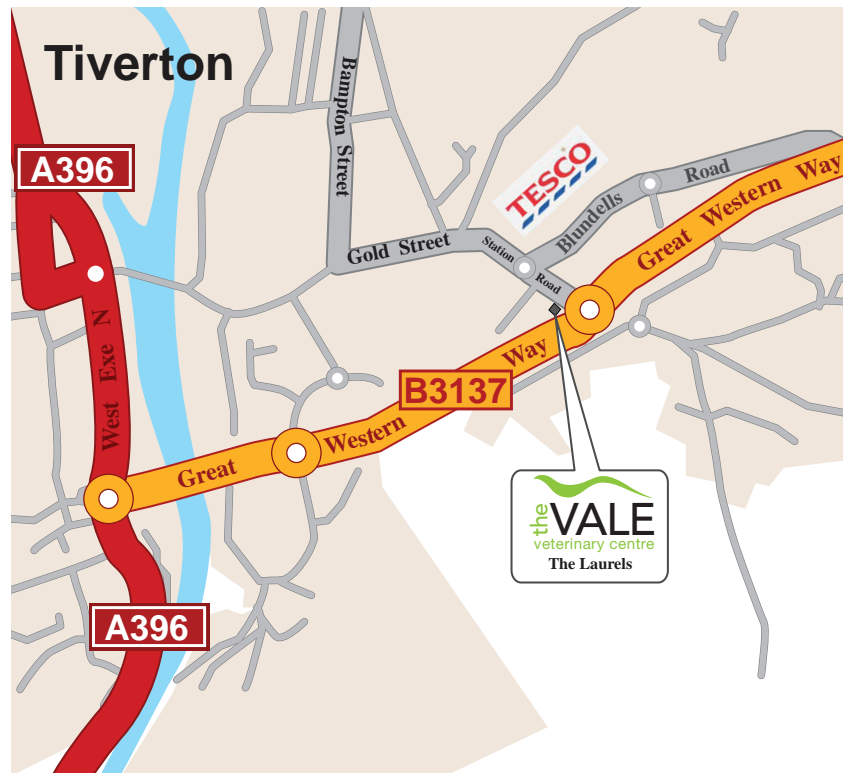 Tiverton
A396
Bampton Street
TESCO
Blundells Road
Great Western Way
Gold Street
Station Road
West Exe N
Great Western Way
B3137
the VALE
veterinary centre
The Laurels
A396